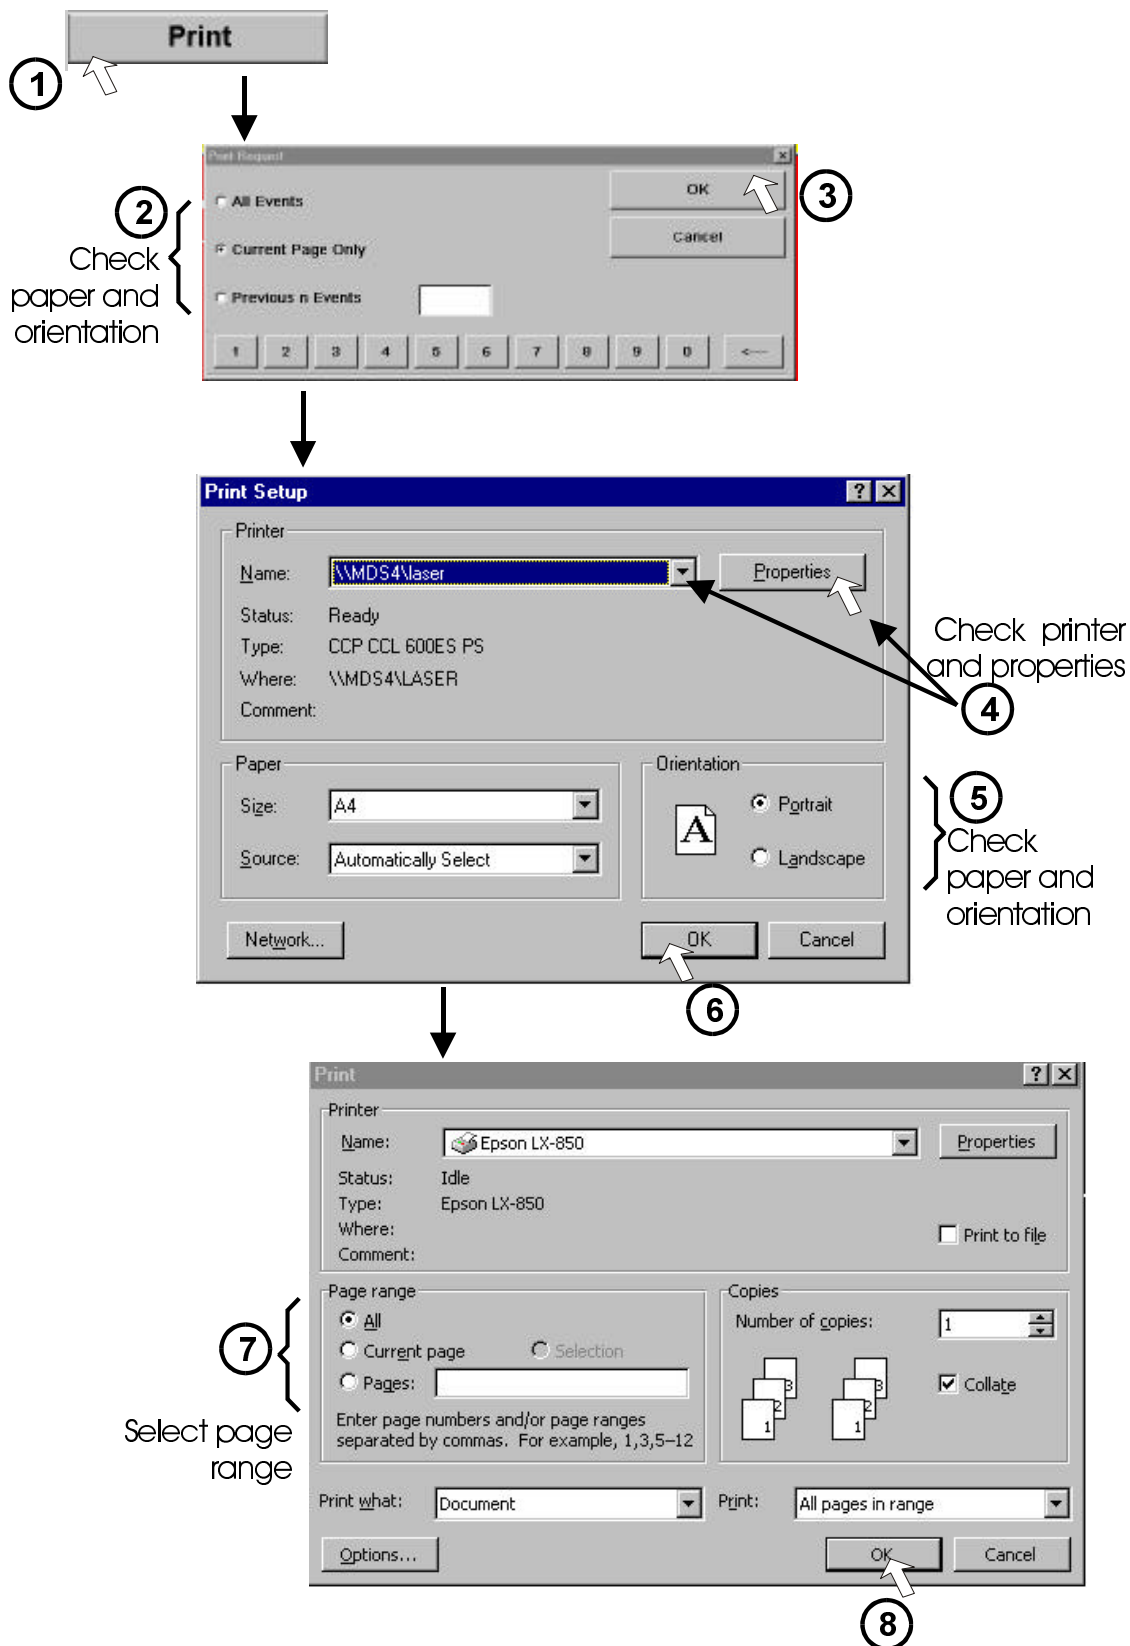 Print
1
Print Request
2
All Events
OK
3
Check
paper and
orientation
Current Page Only
Cancel
Previous n Events
1 2 3 4 5 6 7 8 9 0 <---
Print Setup
Printer
Name: \\MDS4\laser Properties
Status: Ready
Type: CCP CCL 600ES PS
Where: \\MDS4\LASER
Comment:
Check printer
and properties
4
Paper
Size: A4
Source: Automatically Select
Orientation
A
Portrait
Landscape
5
Check
paper and
orientation
Network...
OK
Cancel
6
Print
Printer
Name: Epson LX-850 Properties
Status: Idle
Type: Epson LX-850
Where:
Print to file
Comment:
7
Select page
range
Page range
All
Current page Selection
Pages:
Enter page numbers and/or page ranges
separated by commas. For example, 1,3,5-12
Copies
Number of copies: 1
3 3
2 2
1 1
Collate
Print what: Document
Print: All pages in range
Options...
OK
Cancel
8